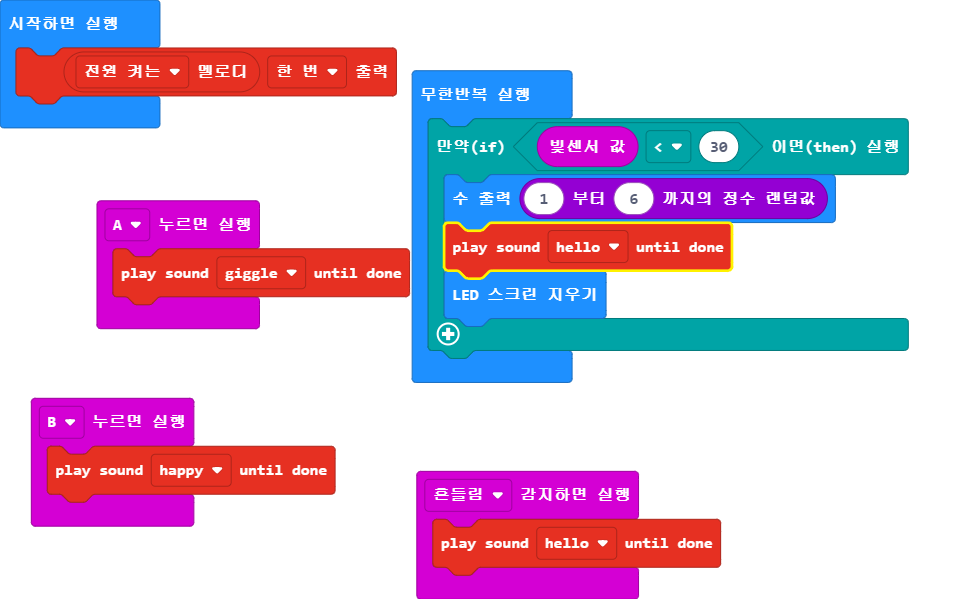 시작하면 실행
전원 켜는 멜로디 한 번 출력
무한반복 실행
만약(if) 빛센서 값 < 30 이면(then) 실행
수 출력 1 부터 6 까지의 정수 랜덤값
play sound hello until done
LED 스크린 지우기
A 누르면 실행
play sound giggle until done
B 누르면 실행
play sound happy until done
흔들림 감지하면 실행
play sound hello until done